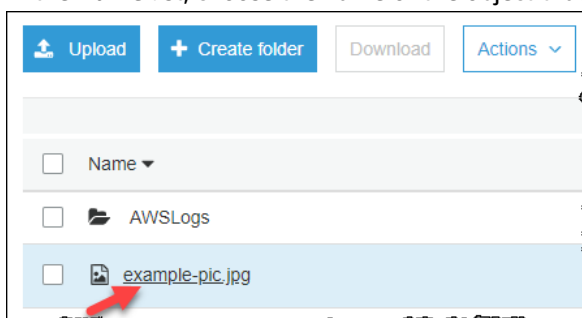 Upload
Create folder
Download
Actions
Name
AWSLogs
example-pic.jpg